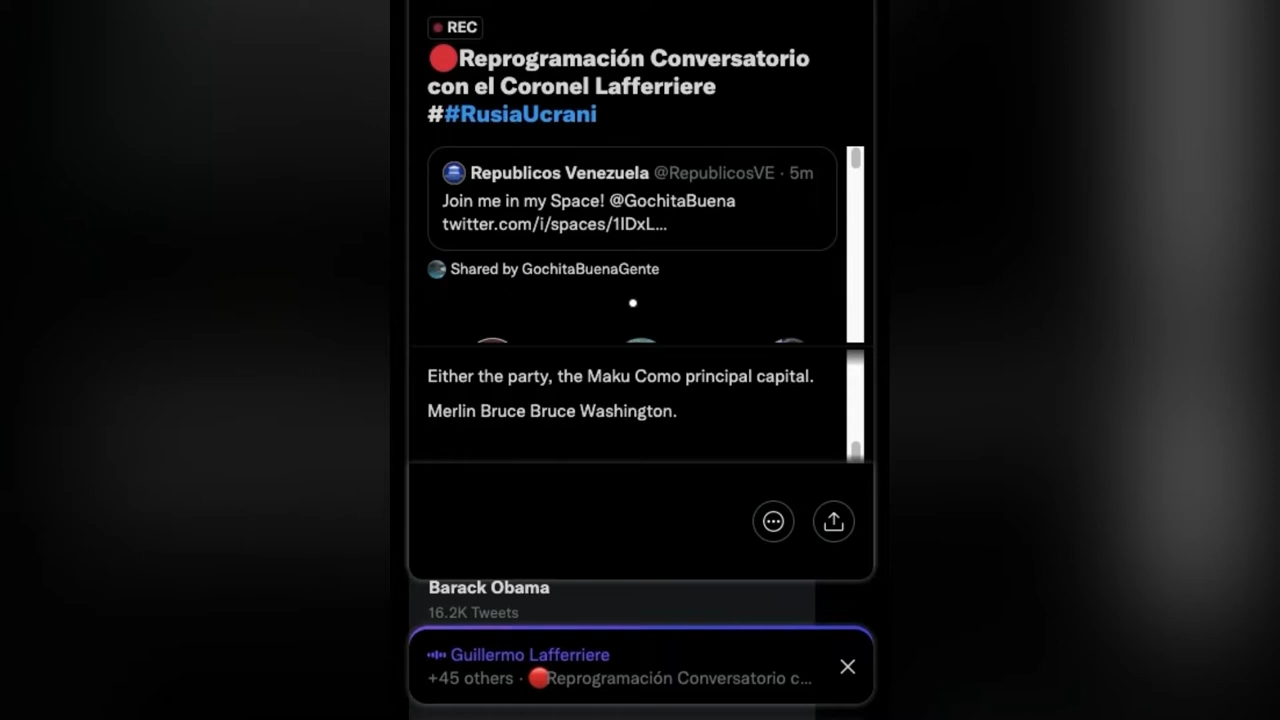 REC
🔴Reprogramación Conversatorio
con el Coronel Lafferriere
##RusiaUcrani
Republicos Venezuela @RepublicosVE · 5m
Join me in my Space! @GochitaBuena
twitter.com/i/spaces/1lDxL...
Shared by GochitaBuenaGente
Either the party, the Maku Como principal capital.
Merlin Bruce Bruce Washington.
Barack Obama
16.2K Tweets
Guillermo Lafferriere
+45 others · 🔴Reprogramación Conversatorio c...